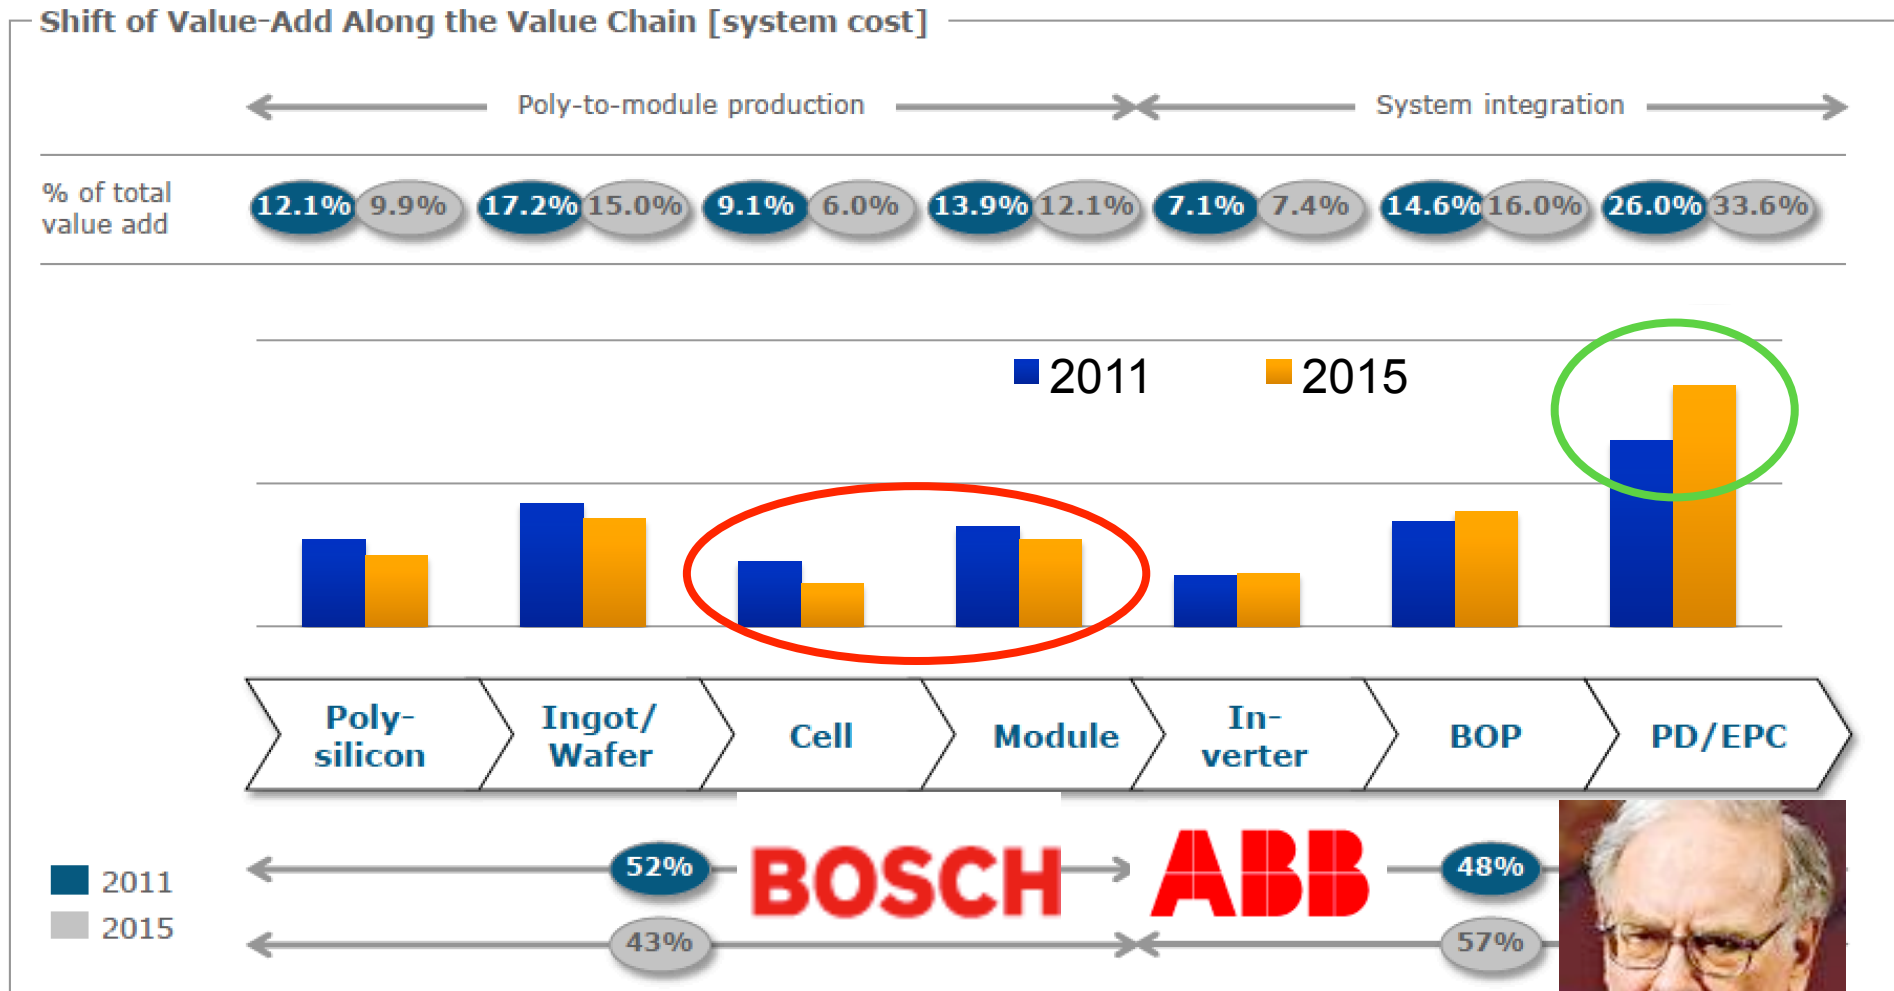 Shift of Value-Add Along the Value Chain [system cost]
Poly-to-module production
System integration
% of total
value add
12.1% 9.9% 17.2% 15.0% 9.1% 6.0% 13.9% 12.1% 7.1% 7.4% 14.6% 16.0% 26.0% 33.6%
2011 2015
Poly-
silicon
Ingot/
Wafer
Cell
Module
In-
verter
BOP
PD/EPC
2011
2015
52%
BOSCH
ABB
48%
43%
57%